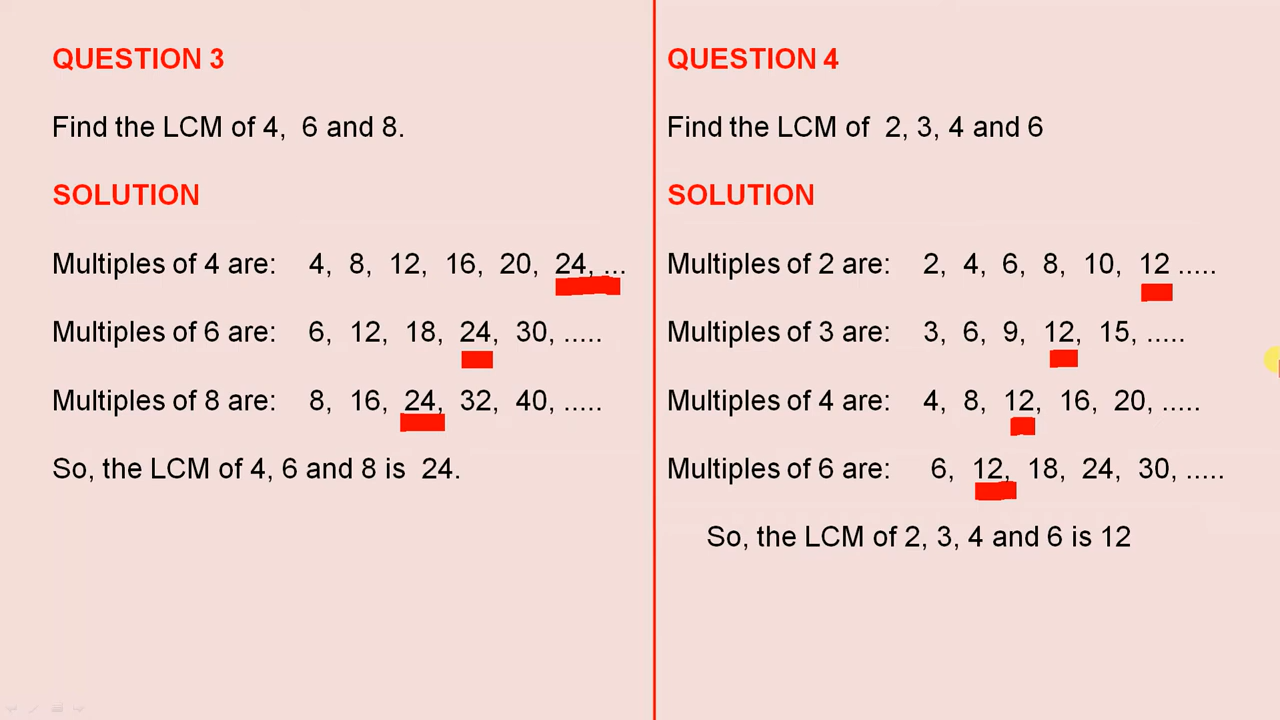 QUESTION 3
Find the LCM of 4, 6 and 8.
SOLUTION
Multiples of 4 are: 4, 8, 12, 16, 20, 24, ...
Multiples of 6 are: 6, 12, 18, 24, 30, .....
Multiples of 8 are: 8, 16, 24, 32, 40, .....
So, the LCM of 4, 6 and 8 is 24.
QUESTION 4
Find the LCM of 2, 3, 4 and 6
SOLUTION
Multiples of 2 are: 2, 4, 6, 8, 10, 12 .....
Multiples of 3 are: 3, 6, 9, 12, 15, .....
Multiples of 4 are: 4, 8, 12, 16, 20, .....
Multiples of 6 are: 6, 12, 18, 24, 30, .....
So, the LCM of 2, 3, 4 and 6 is 12